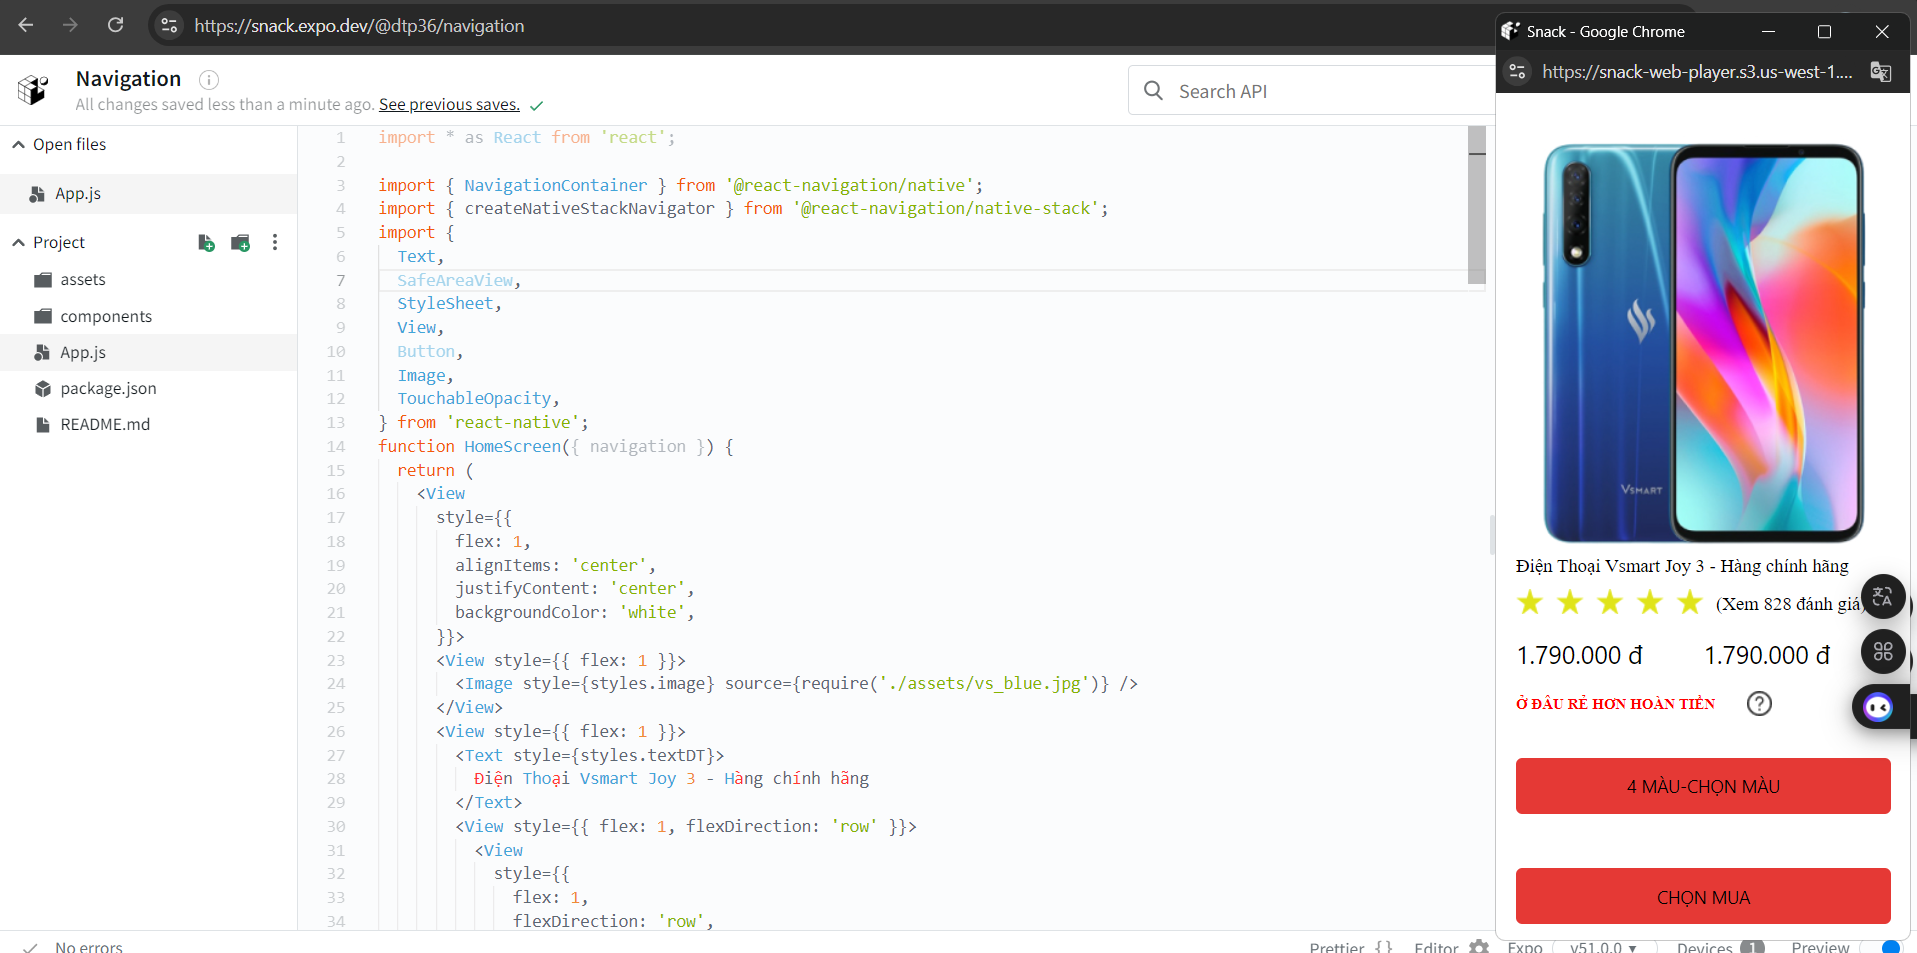 https://snack.expo.dev/@dtp36/navigation
Navigation
All changes saved less than a minute ago. See previous saves.
Search API
Open files
App.js
Project
assets
components
App.js
package.json
README.md
1 import * as React from 'react';
2
3 import { NavigationContainer } from '@react-navigation/native';
4 import { createNativeStackNavigator } from '@react-navigation/native-stack';
5 import {
6 Text,
7 SafeAreaView,
8 StyleSheet,
9 View,
10 Button,
11 Image,
12 TouchableOpacity,
13 } from 'react-native';
14 function HomeScreen({ navigation }) {
15 return (
16 <View
17 style={{
18 flex: 1,
19 alignItems: 'center',
20 justifyContent: 'center',
21 backgroundColor: 'white',
22 }}>
23 <View style={{ flex: 1 }}>
24 <Image style={styles.image} source={require('./assets/vs_blue.jpg')} />
25 </View>
26 <View style={{ flex: 1 }}>
27 <Text style={styles.textDT}>
28 Điện Thoại Vsmart Joy 3 - Hàng chính hãng
29 </Text>
30 <View style={{ flex: 1, flexDirection: 'row' }}>
31 <View
32 style={{
33 flex: 1,
34 flexDirection: 'row',
No errors
Prettier {}
Editor
Expo
v51.0.0
Devices 1
Preview
Snack - Google Chrome
https://snack-web-player.s3.us-west-1....
VSMART
Điện Thoại Vsmart Joy 3 - Hàng chính hãng
(Xem 828 đánh giá)
1.790.000 đ 1.790.000 đ
Ở ĐÂU RẺ HƠN HOÀN TIỀN ?
4 MÀU-CHỌN MÀU
CHỌN MUA